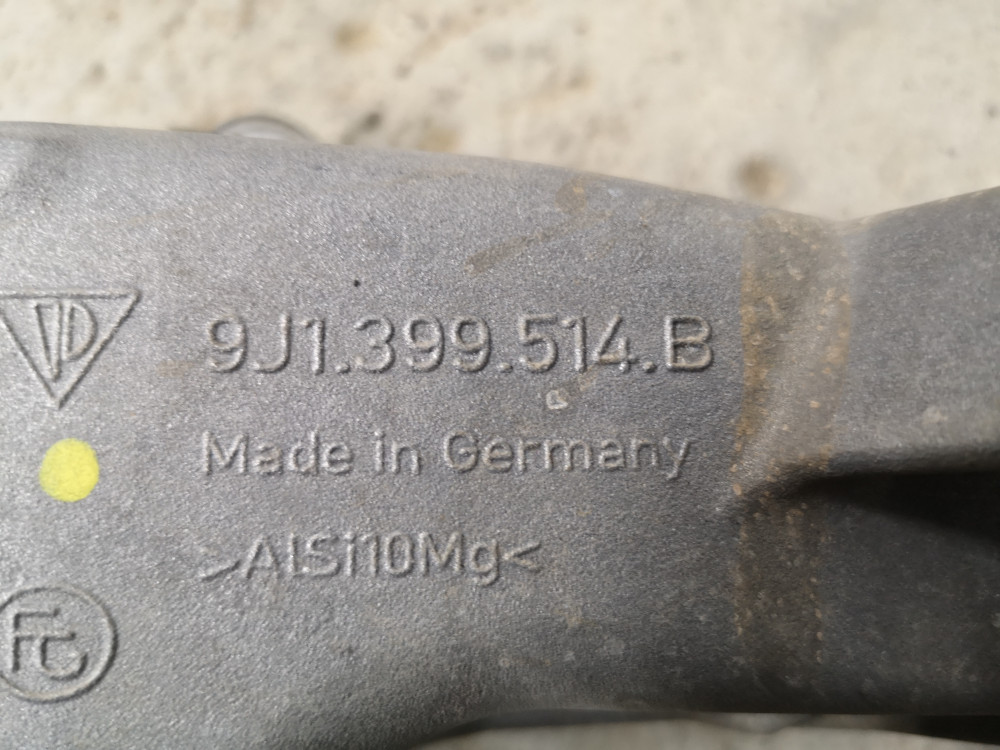 9J1.399.514.B
Made in Germany
>AlSi10Mg<